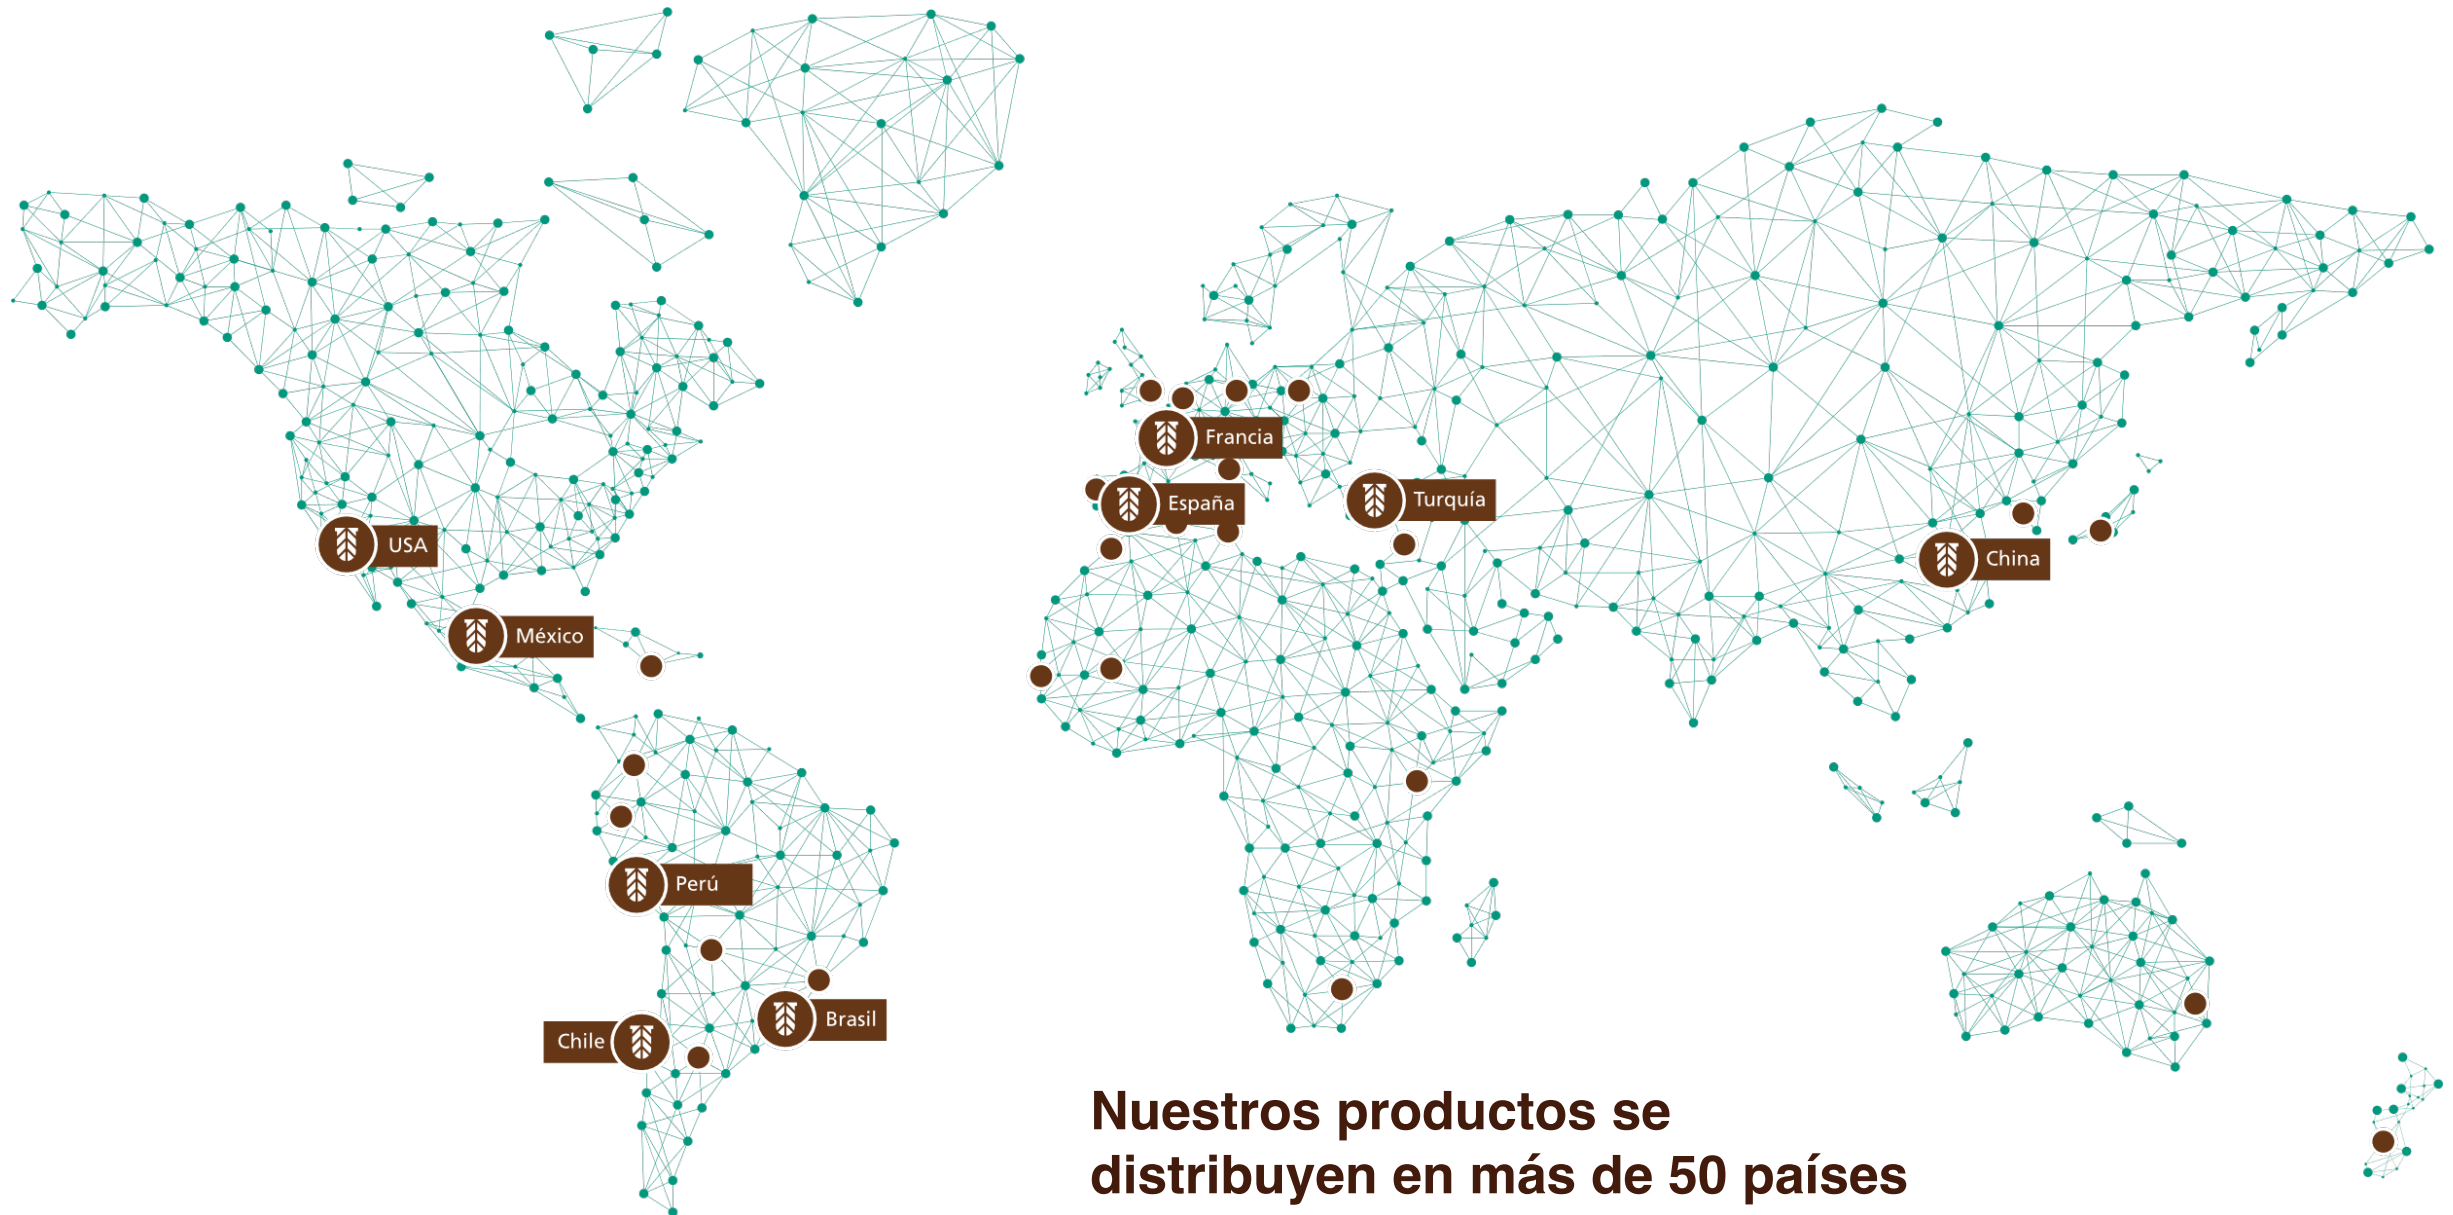 Francia
España
Turquía
USA
China
México
Perú
Brasil
Chile
Nuestros productos se
distribuyen en más de 50 países